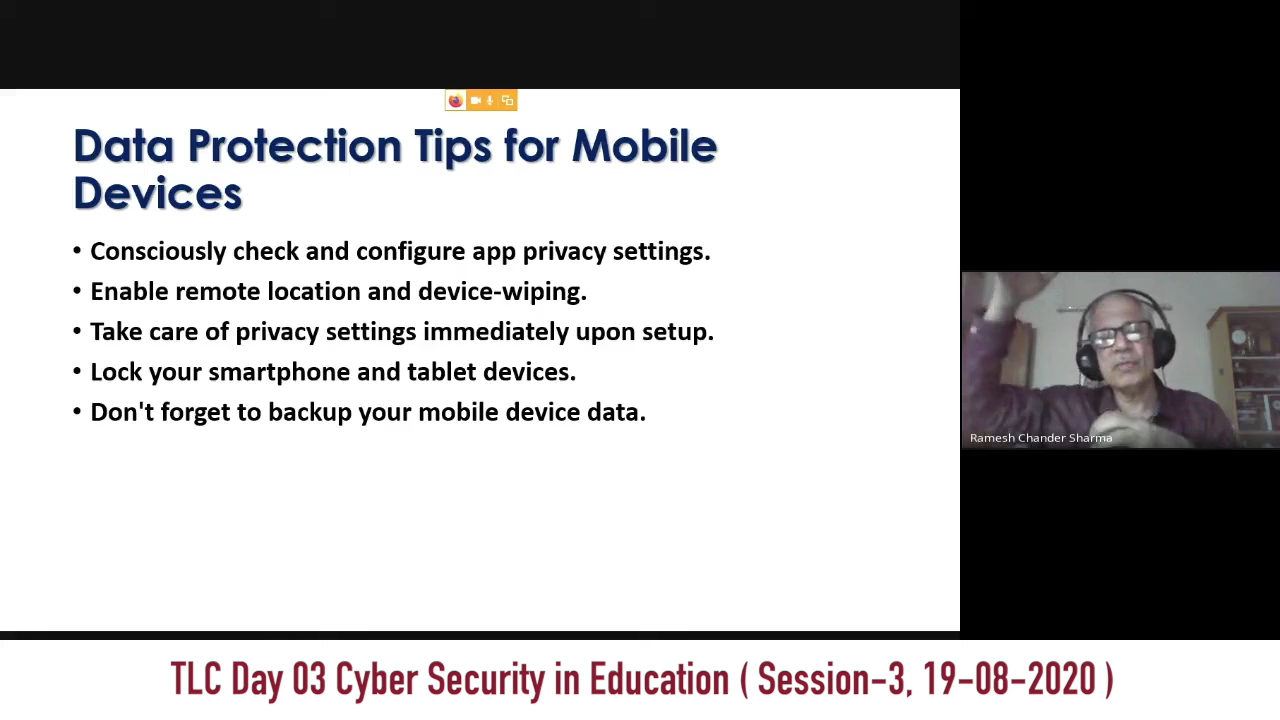 Data Protection Tips for Mobile
Devices
• Consciously check and configure app privacy settings.
• Enable remote location and device-wiping.
• Take care of privacy settings immediately upon setup.
• Lock your smartphone and tablet devices.
• Don't forget to backup your mobile device data.
Ramesh Chander Sharma
TLC Day 03 Cyber Security in Education ( Session-3, 19-08-2020 )